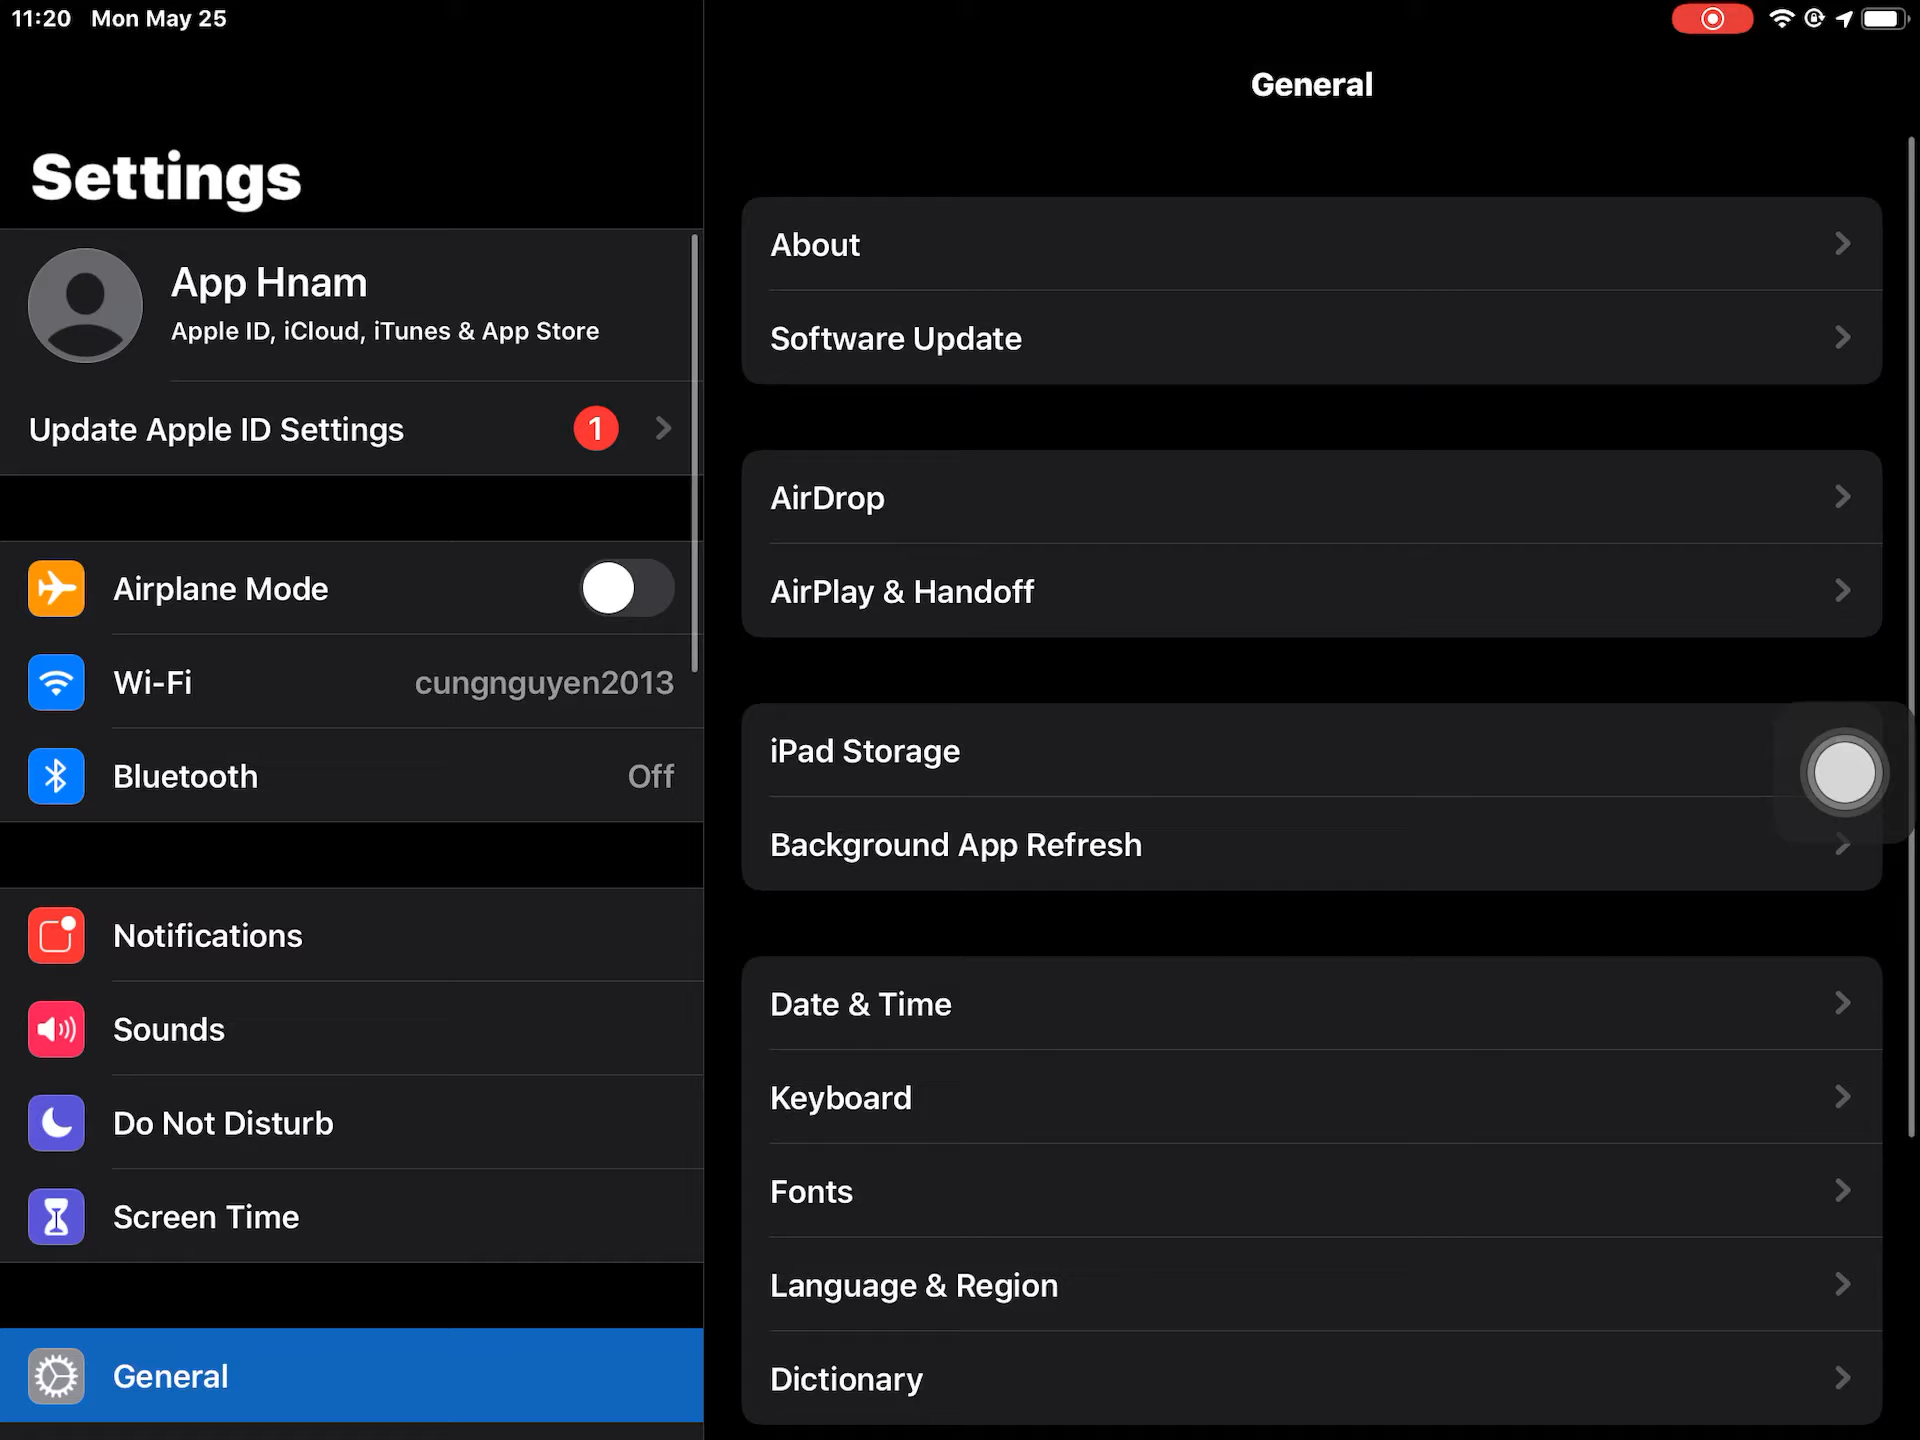 11:20 Mon May 25
Settings
App Hnam
Apple ID, iCloud, iTunes & App Store
Update Apple ID Settings 1
Airplane Mode
Wi-Fi cungnguyen2013
Bluetooth Off
Notifications
Sounds
Do Not Disturb
Screen Time
General
General
About
Software Update
AirDrop
AirPlay & Handoff
iPad Storage
Background App Refresh
Date & Time
Keyboard
Fonts
Language & Region
Dictionary